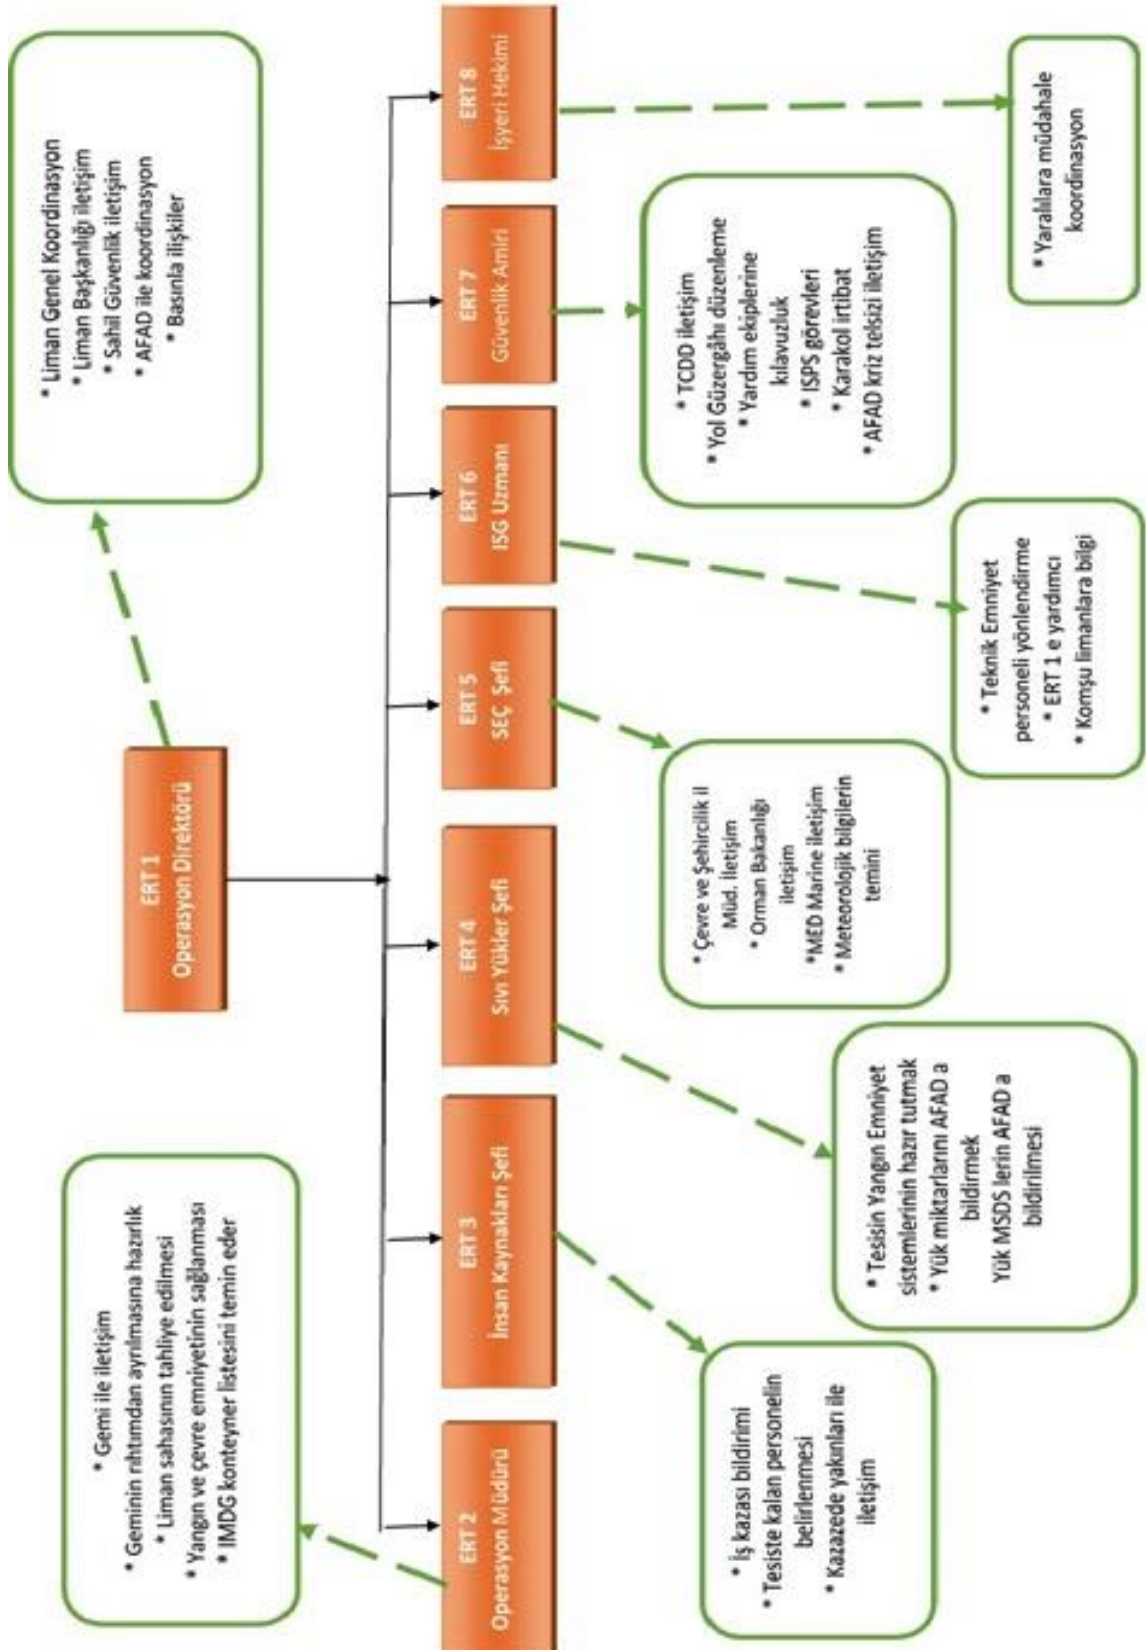 * Gemi ile iletişim
* Geminin rıhtımdan ayrılmasına hazırlık
* Liman sahasının tahliye edilmesi
* Yangın ve çevre emniyetinin sağlanması
* IMDG konteyner listesini temin eder
ERT 1
Operasyon Direktörü
* Liman Genel Koordinasyon
* Liman Başkanlığı iletişim
* Sahil Güvenlik iletişim
* AFAD ile koordinasyon
* Basınla ilişkiler
ERT 2
Operasyon Müdürü
ERT 3
İnsan Kaynakları Şefi
ERT 4
Sıvı Yükler Şefi
ERT 5
SEÇ Şefi
ERT 6
ISG Uzmanı
ERT 7
Güvenlik Amiri
ERT 8
İşyeri Hekimi
* İş kazası bildirimi
* Tesiste kalan personelin
belirlenmesi
* Kazazede yakınları ile
iletişim
* Tesisin Yangın Emniyet
sistemlerinin hazır tutmak
* Yük miktarlarını AFAD a
bildirmek
Yük MSDS lerin AFAD a
bildirilmesi
* Çevre ve Şehircilik il
Müd. İletişim
* Orman Bakanlığı
iletişim
*MED Marine iletişim
* Meteorolojik bilgilerin
temini
* Teknik Emniyet
personeli yönlendirme
* ERT 1 e yardımcı
* Komşu limanlara bilgi
* TCDD iletişim
* Yol Güzergâhı düzenleme
* Yardım ekiplerine
kılavuzluk
* ISPS görevleri
* Karakol irtibat
* AFAD kriz telsizi iletişim
* Yaralılara müdahale
koordinasyon